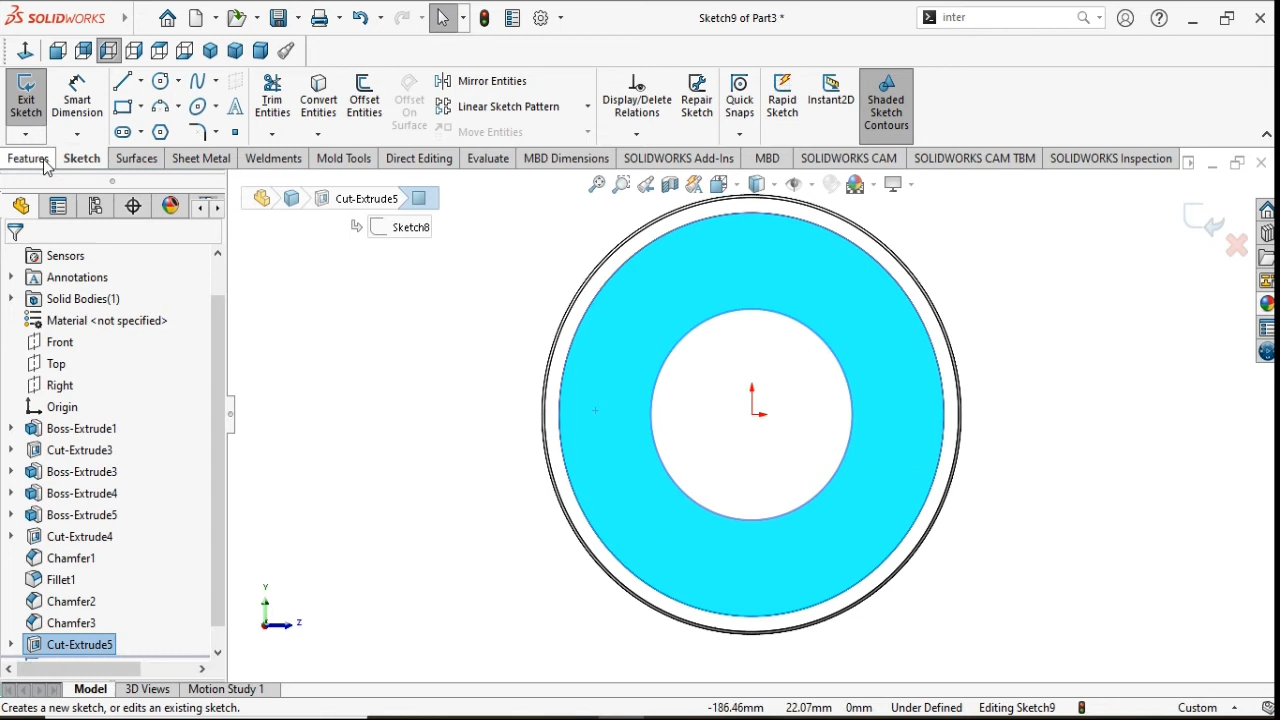 SOLIDWORKS
Sketch9 of Part3 *
inter
Exit Sketch
Smart Dimension
Trim Entities
Convert Entities
Offset Entities
Offset On Surface
Mirror Entities
Linear Sketch Pattern
Move Entities
Display/Delete Relations
Repair Sketch
Quick Snaps
Rapid Sketch
Instant2D
Shaded Sketch Contours
Features
Sketch
Surfaces
Sheet Metal
Weldments
Mold Tools
Direct Editing
Evaluate
MBD Dimensions
SOLIDWORKS Add-Ins
MBD
SOLIDWORKS CAM
SOLIDWORKS CAM TBM
SOLIDWORKS Inspection
Cut-Extrude5
Sketch8
Sensors
Annotations
Solid Bodies(1)
Material <not specified>
Front
Top
Right
Origin
Boss-Extrude1
Cut-Extrude3
Boss-Extrude3
Boss-Extrude4
Boss-Extrude5
Cut-Extrude4
Chamfer1
Fillet1
Chamfer2
Chamfer3
Cut-Extrude5
Y
Z
Model
3D Views
Motion Study 1
Creates a new sketch, or edits an existing sketch.
-186.46mm
22.07mm
0mm
Under Defined
Editing Sketch9
Custom